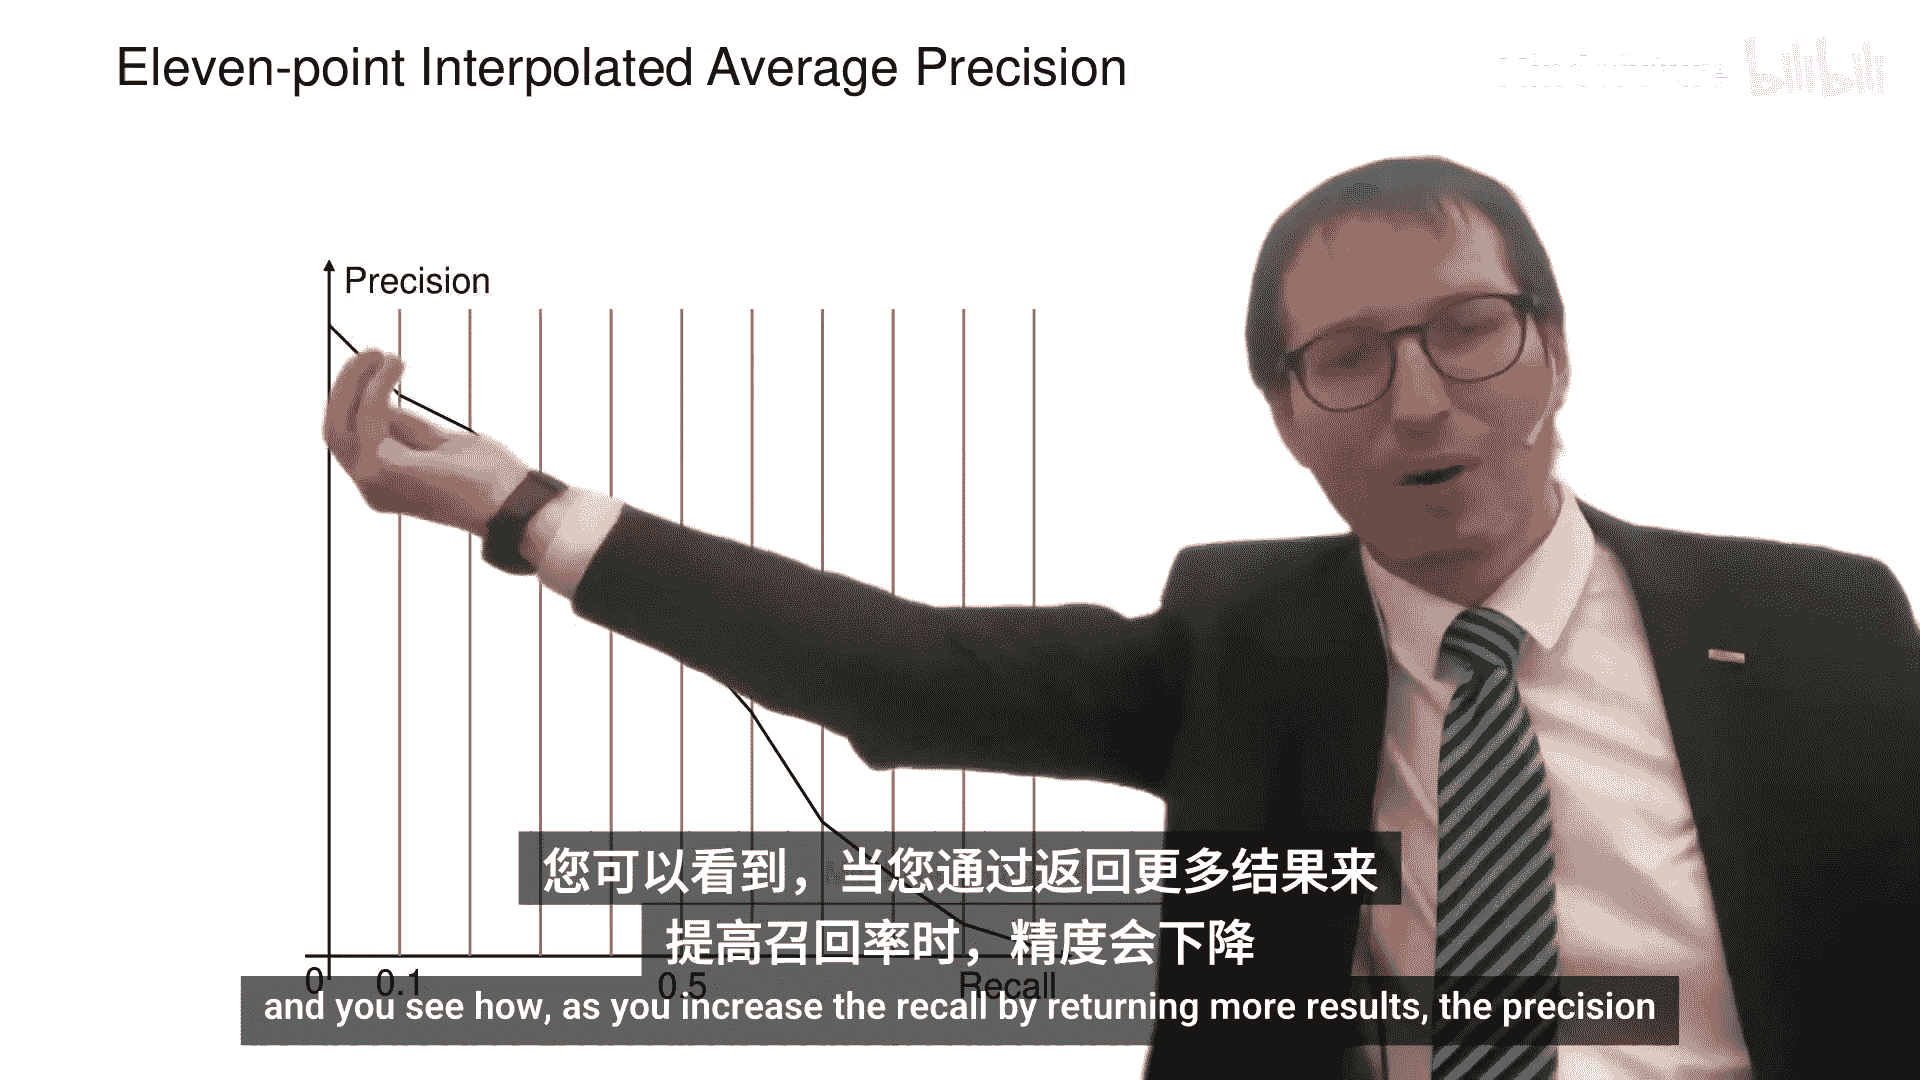 Eleven-point Interpolated Average Precision
bilibili
Precision
0 0.1 0.5 Recall
您可以看到，当您通过返回更多结果来
提高召回率时，精度会下降
and you see how, as you increase the recall by returning more results, the precision